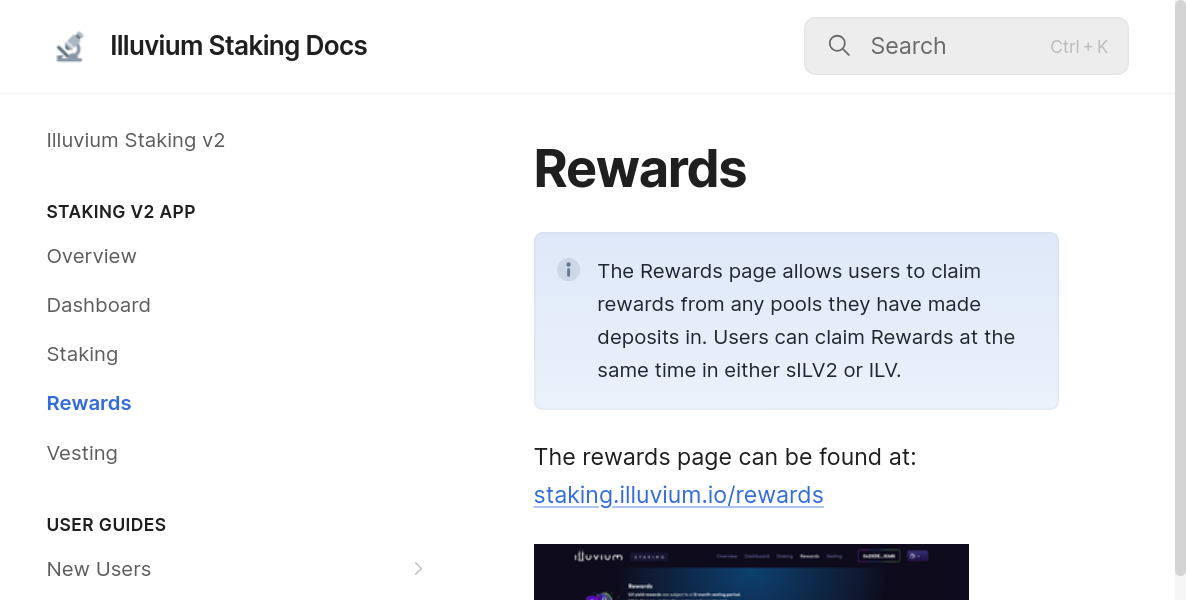 Illuvium Staking Docs
Search
Ctrl + K
Illuvium Staking v2
STAKING V2 APP
Overview
Dashboard
Staking
Rewards
Vesting
USER GUIDES
New Users
Rewards
The Rewards page allows users to claim
rewards from any pools they have made
deposits in. Users can claim Rewards at the
same time in either sILV2 or ILV.
The rewards page can be found at:
staking.illuvium.io/rewards
illuvium STAKING
Overview Dashboard Staking Rewards Vesting
Rewards